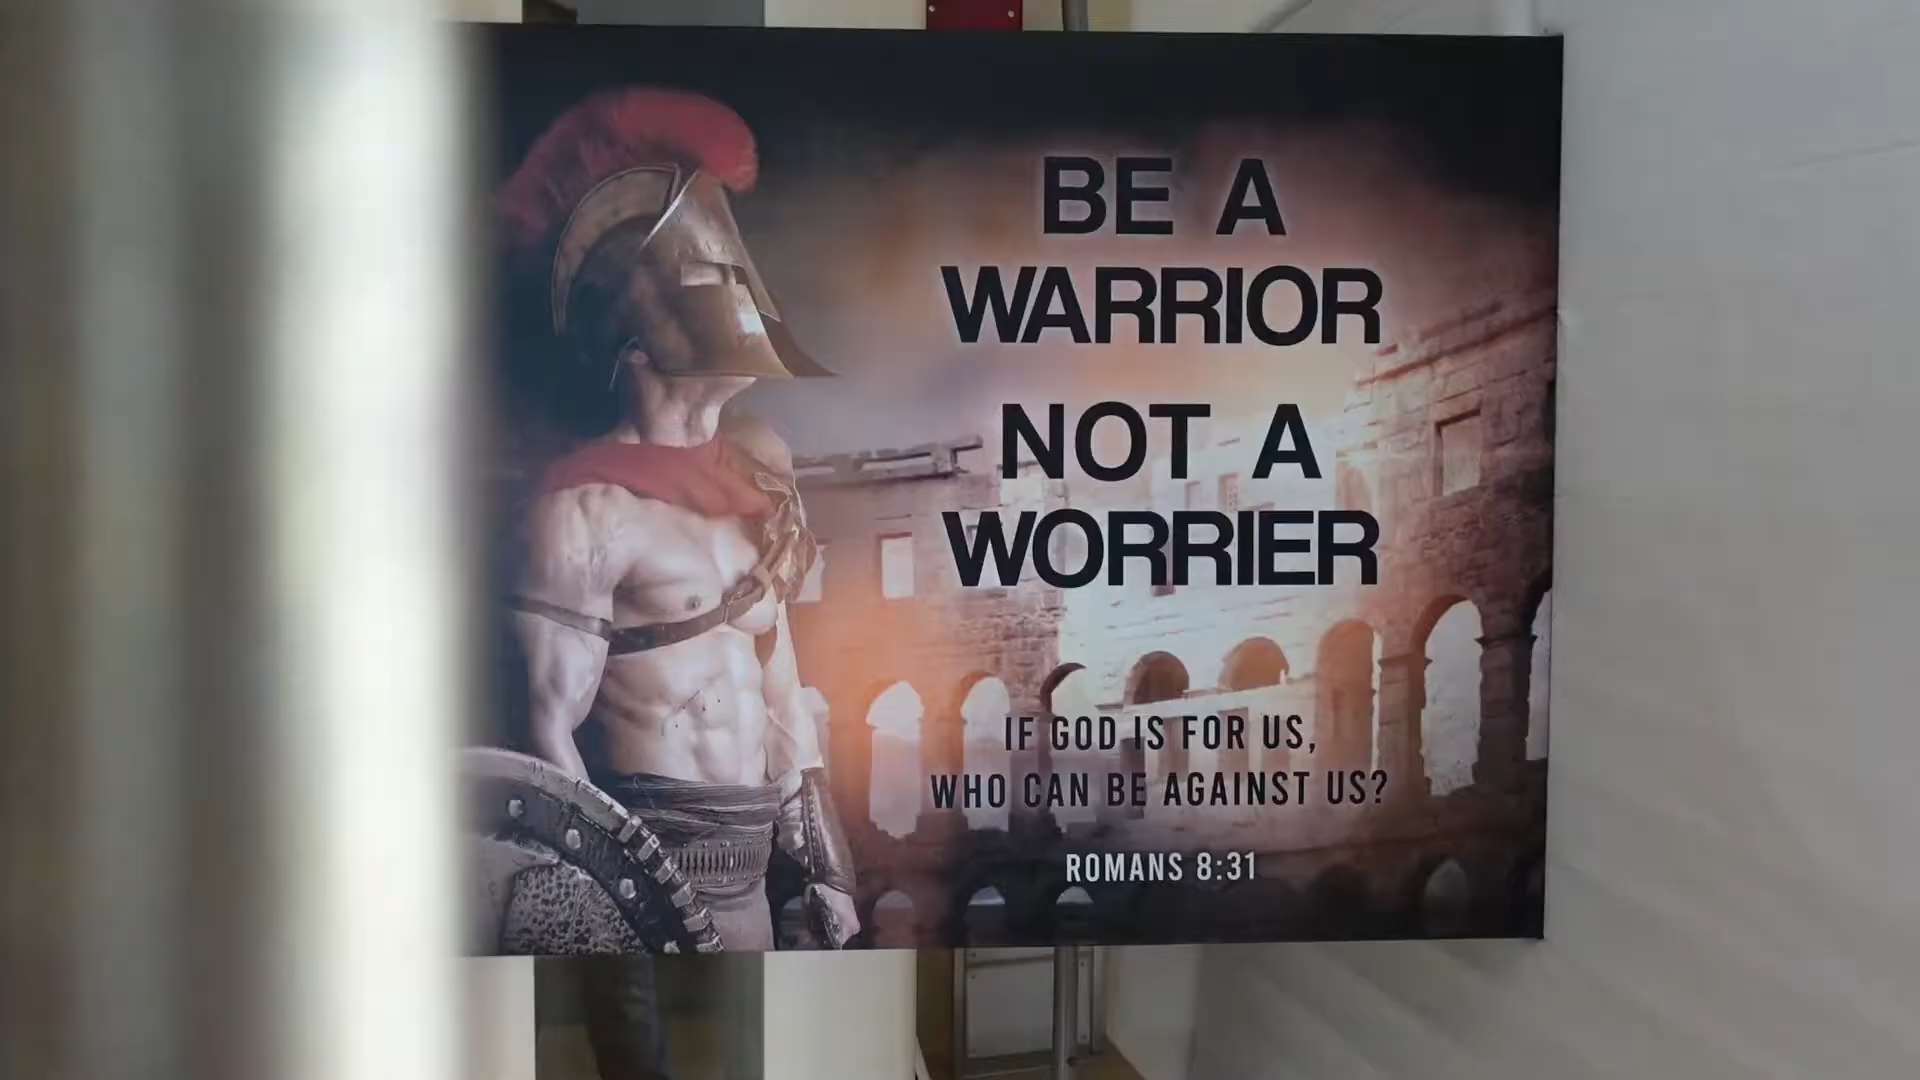 BE A
WARRIOR
NOT A
WORRIER
IF GOD IS FOR US,
WHO CAN BE AGAINST US?
ROMANS 8:31